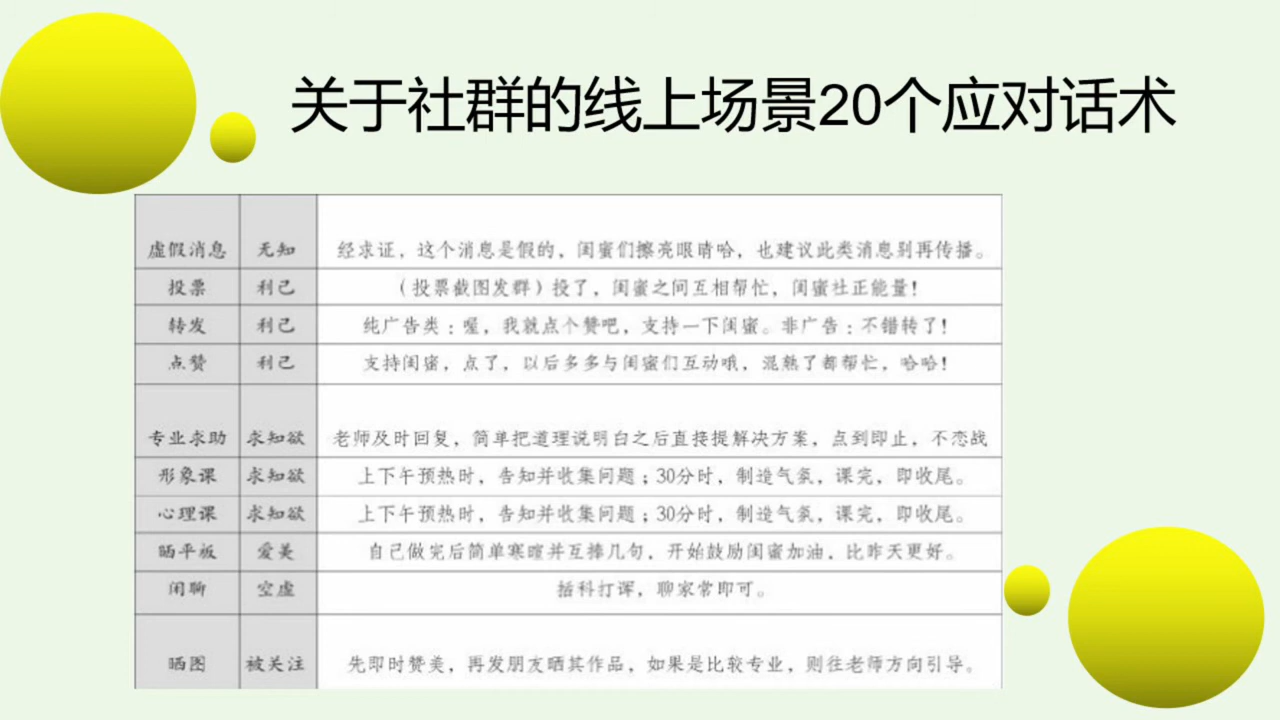 关于社群的线上场景20个应对话术
虚假消息 无知 经求证，这个消息是假的，闺蜜们擦亮眼睛哈，也建议此类消息别再传播。
投票 利己 （投票截图发群）投了，闺蜜之间互相帮忙，闺蜜社正能量！
转发 利己 纯广告类：喔，我就点个赞吧，支持一下闺蜜。非广告：不错转了！
点赞 利己 支持闺蜜，点了，以后多多与闺蜜们互动哦，混熟了都帮忙，哈哈！
专业求助 求知欲 老师及时回复，简单把道理说明白之后直接提解决方案，点到即止，不恋战
形象课 求知欲 上下午预热时，告知并收集问题；30分时，制造气氛，课完，即收尾。
心理课 求知欲 上下午预热时，告知并收集问题；30分时，制造气氛，课完，即收尾。
晒平板 爱美 自己做完后简单寒暄并互捧几句，开始鼓励闺蜜加油，比昨天更好。
闲聊 空虚 插科打诨，聊家常即可。
晒图 被关注 先即时赞美，再发朋友晒其作品，如果是比较专业，则往老师方向引导。